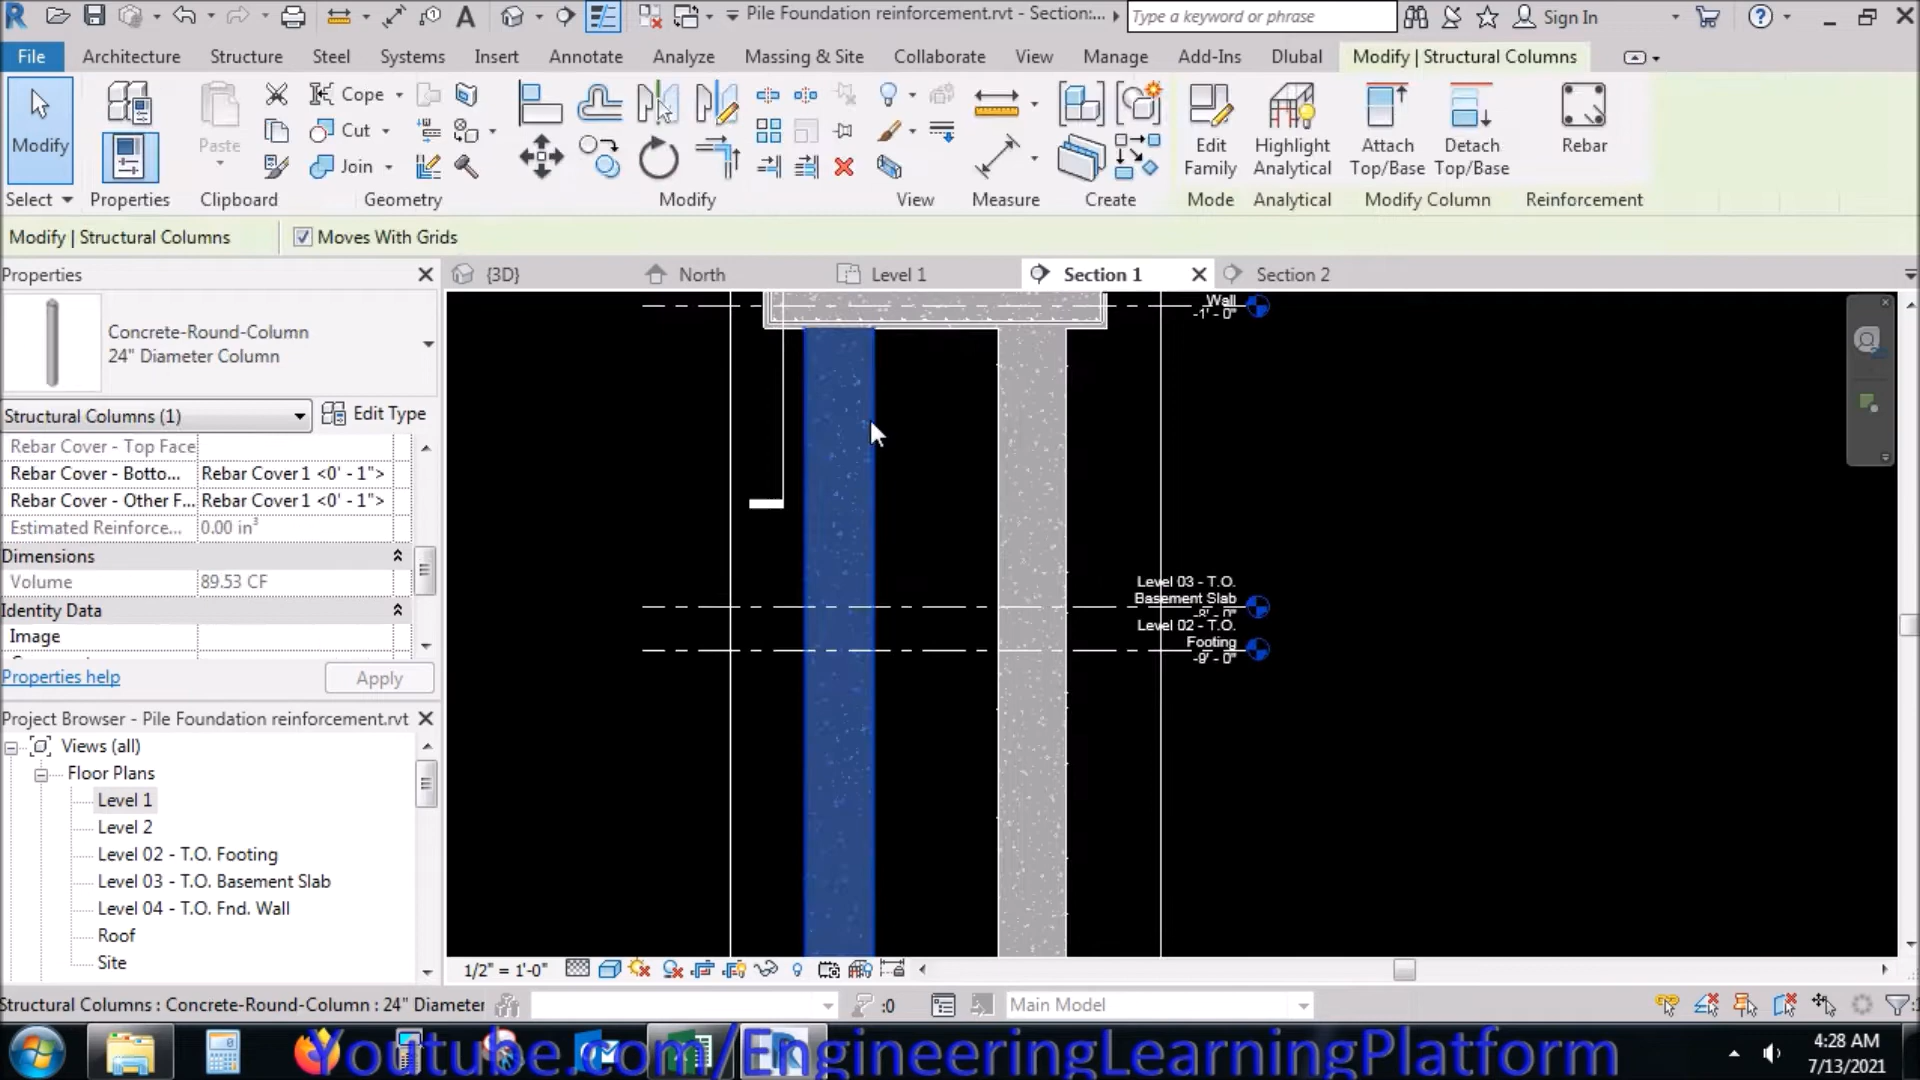 Pile Foundation reinforcement.rvt - Section:...
Type a keyword or phrase
Sign In
File Architecture Structure Steel Systems Insert Annotate Analyze Massing & Site Collaborate View Manage Add-Ins Dlubal Modify | Structural Columns
Modify
Paste
Cope
Cut
Join
Edit
Family
Highlight
Analytical
Attach
Top/Base
Detach
Top/Base
Rebar
Select Properties Clipboard Geometry Modify View Measure Create Mode Analytical Modify Column Reinforcement
Modify | Structural Columns Moves With Grids
Properties
Concrete-Round-Column
24" Diameter Column
Structural Columns (1) Edit Type
Rebar Cover - Top Face
Rebar Cover - Botto... Rebar Cover 1 <0' - 1">
Rebar Cover - Other F... Rebar Cover 1 <0' - 1">
Estimated Reinforce... 0.00 in³
Dimensions
Volume 89.53 CF
Identity Data
Image
Properties help Apply
Project Browser - Pile Foundation reinforcement.rvt
Views (all)
Floor Plans
Level 1
Level 2
Level 02 - T.O. Footing
Level 03 - T.O. Basement Slab
Level 04 - T.O. Fnd. Wall
Roof
Site
{3D} North Level 1 Section 1 Section 2
Wall
-1' - 0"
Level 03 - T.O.
Basement Slab
-8' - 0"
Level 02 - T.O.
Footing
-9' - 0"
1/2" = 1'-0"
Structural Columns : Concrete-Round-Column : 24" Diameter
:0
Main Model
Youtube.com/EngineeringLearningPlatform
4:28 AM
7/13/2021